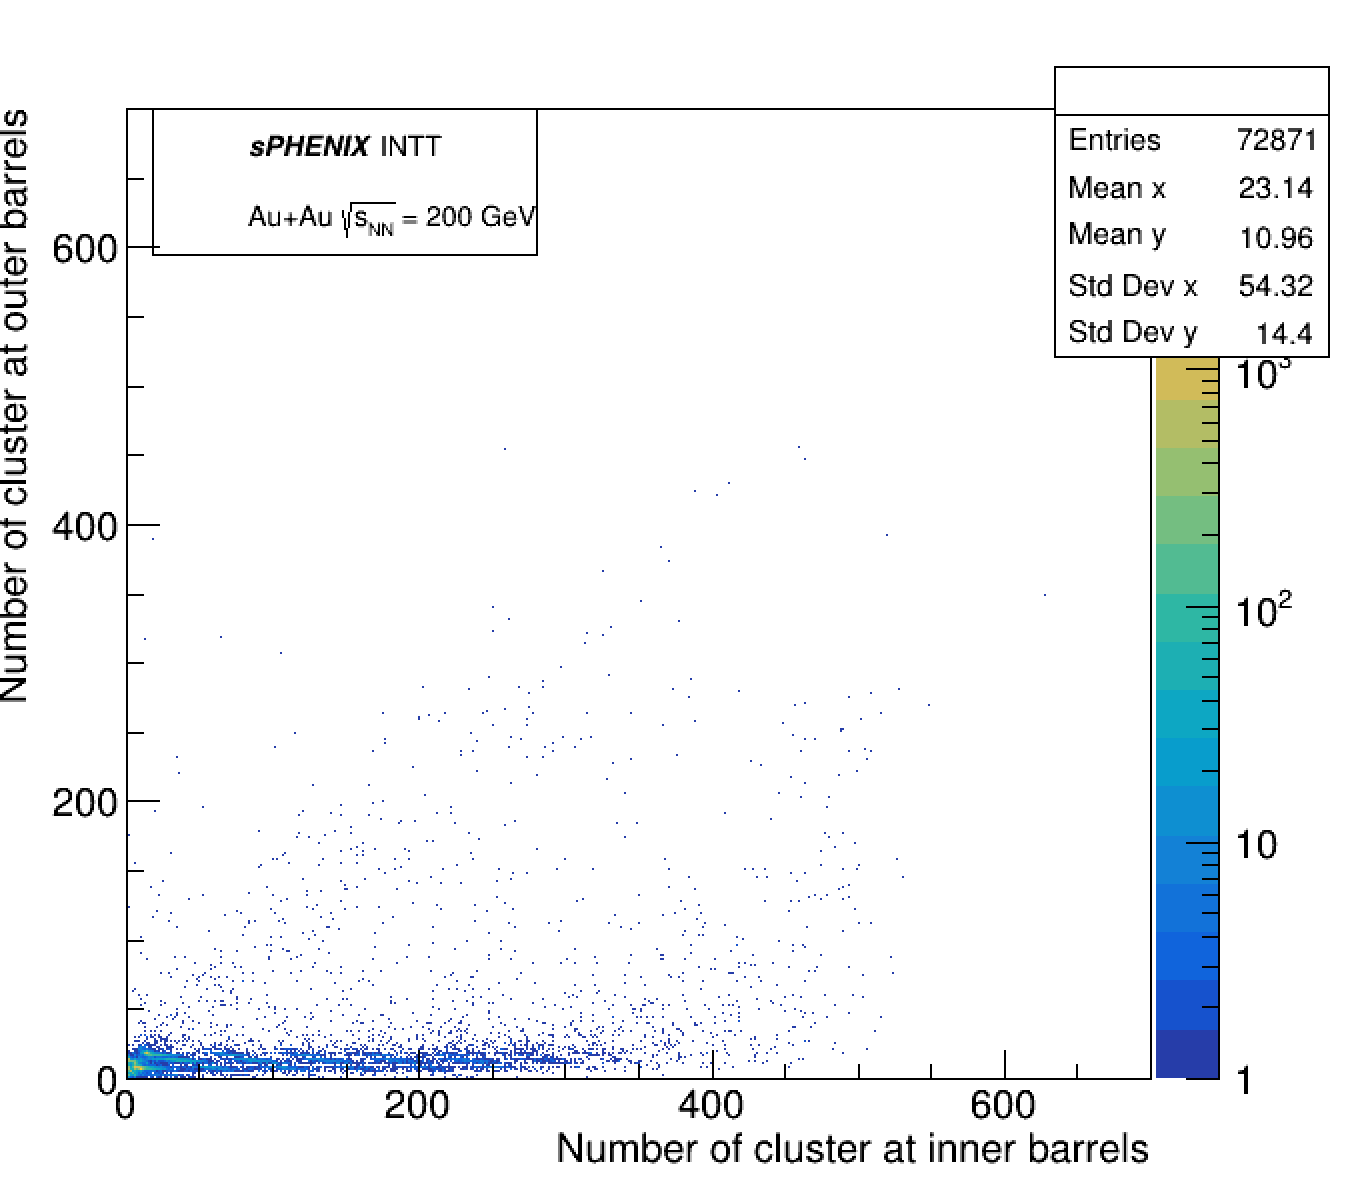 sPHENIX INTT
Au+Au √sNN = 200 GeV
Entries 72871
Mean x 23.14
Mean y 10.96
Std Dev x 54.32
Std Dev y 14.4
Number of cluster at outer barrels
600
400
200
0
0 200 400 600
Number of cluster at inner barrels
10³
10²
10
1